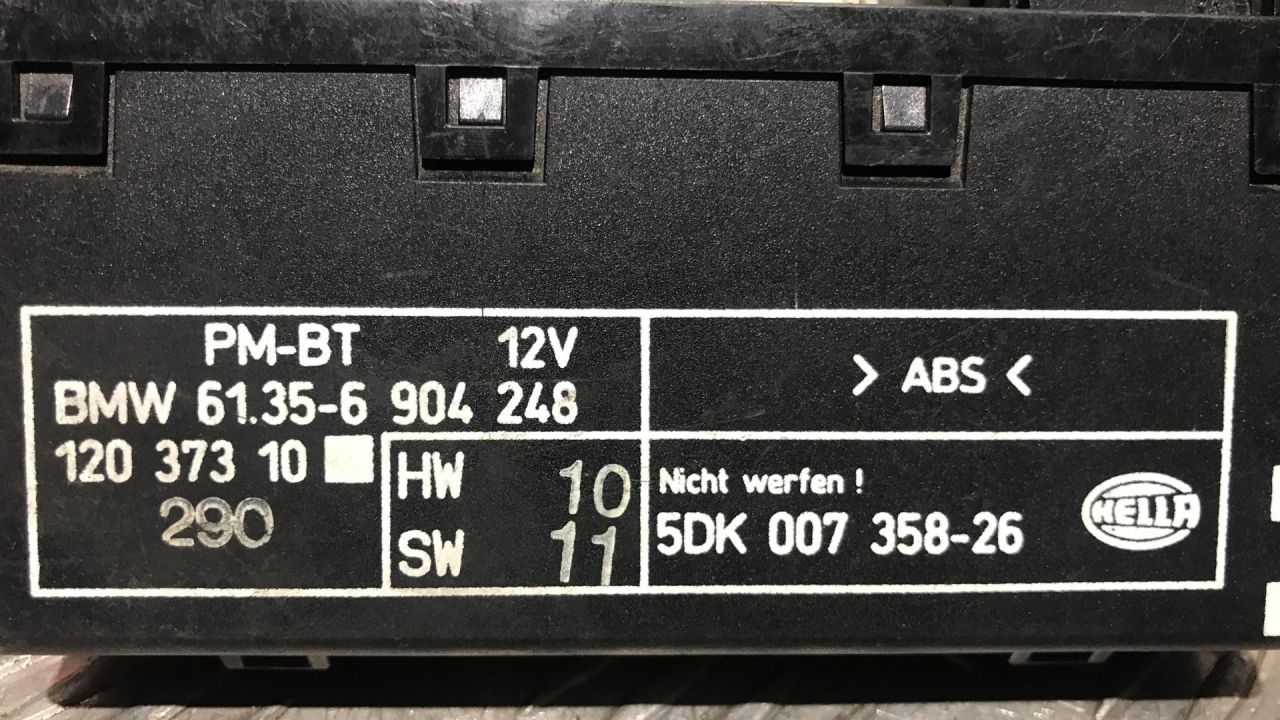 PM-BT 12V
BMW 61.35-6 904 248
120 373 10
290
HW 10
SW 11
> ABS <
Nicht werfen !
5DK 007 358-26
HELLA